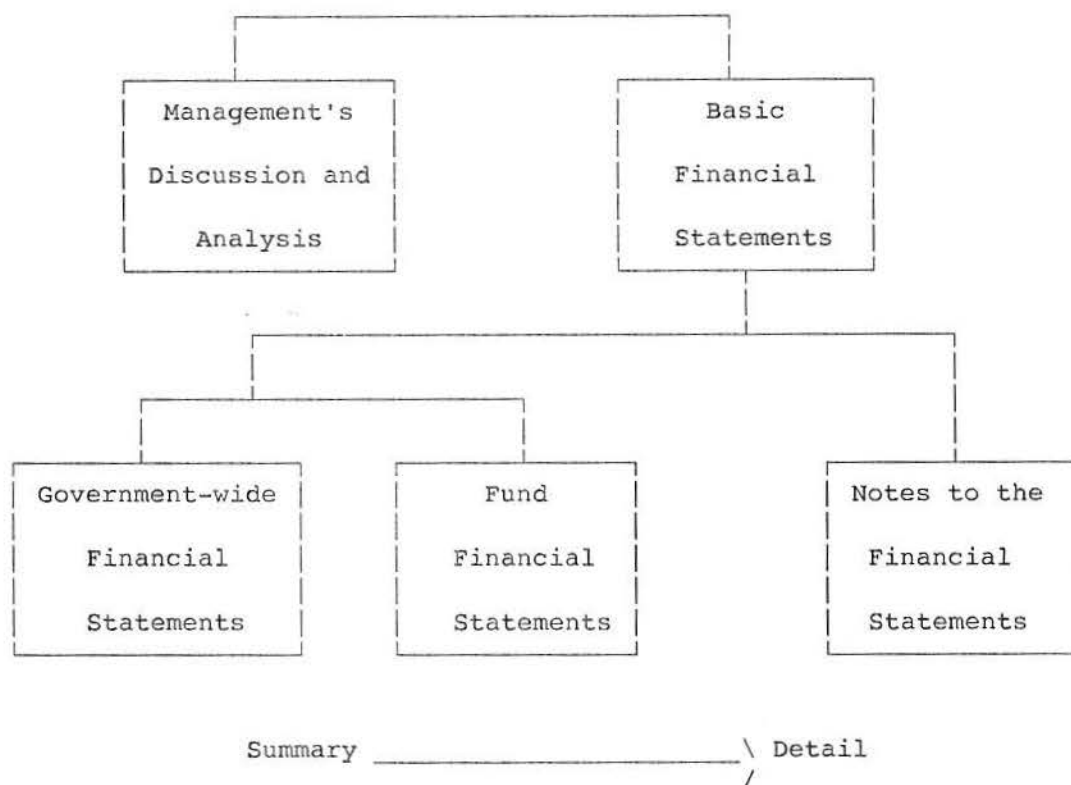 Management's
Discussion and
Analysis
Basic
Financial
Statements
Government-wide
Financial
Statements
Fund
Financial
Statements
Notes to the
Financial
Statements
Summary
Detail